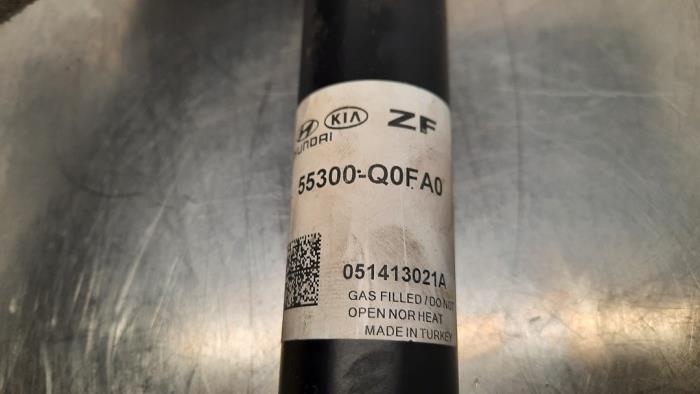 KIA ZF
HYUNDAI
55300-Q0FA0
051413021A
GAS FILLED / DO NOT
OPEN NOR HEAT
MADE IN TURKEY